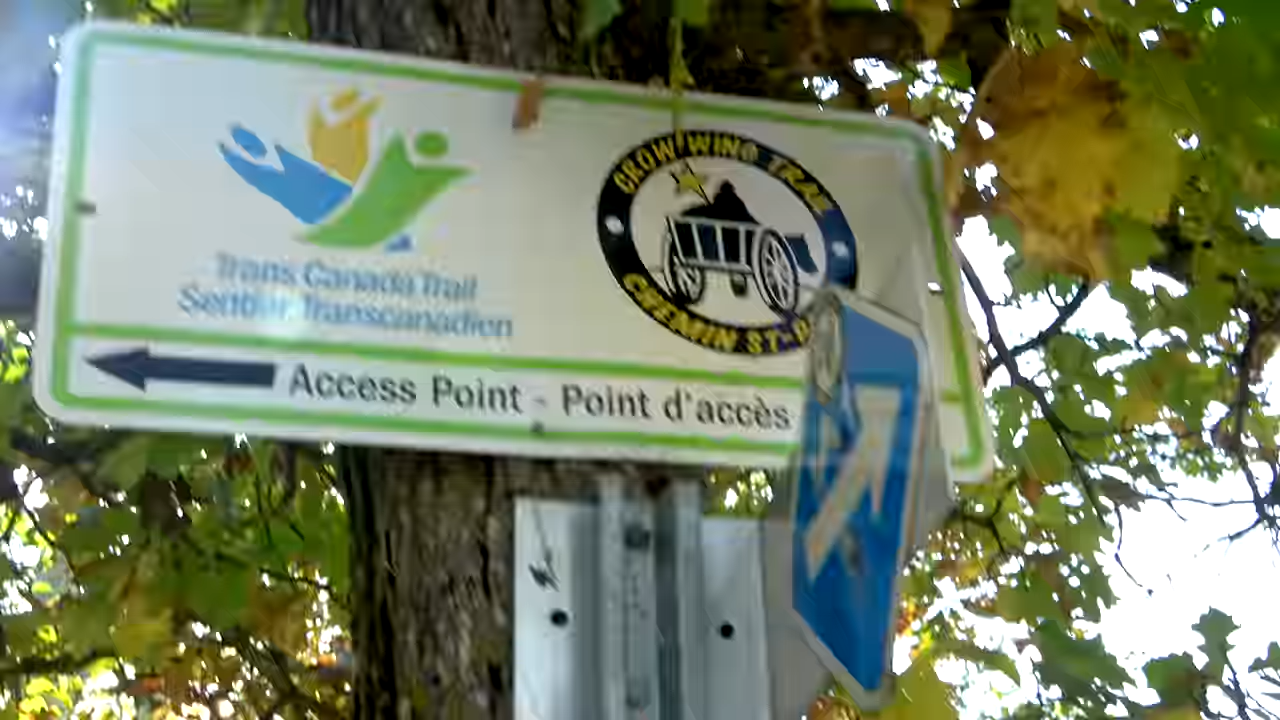 Trans Canada Trail
Sentier Transcanadien
CROW WING TRAIL
CHEMIN ST-
Access Point - Point d'accès